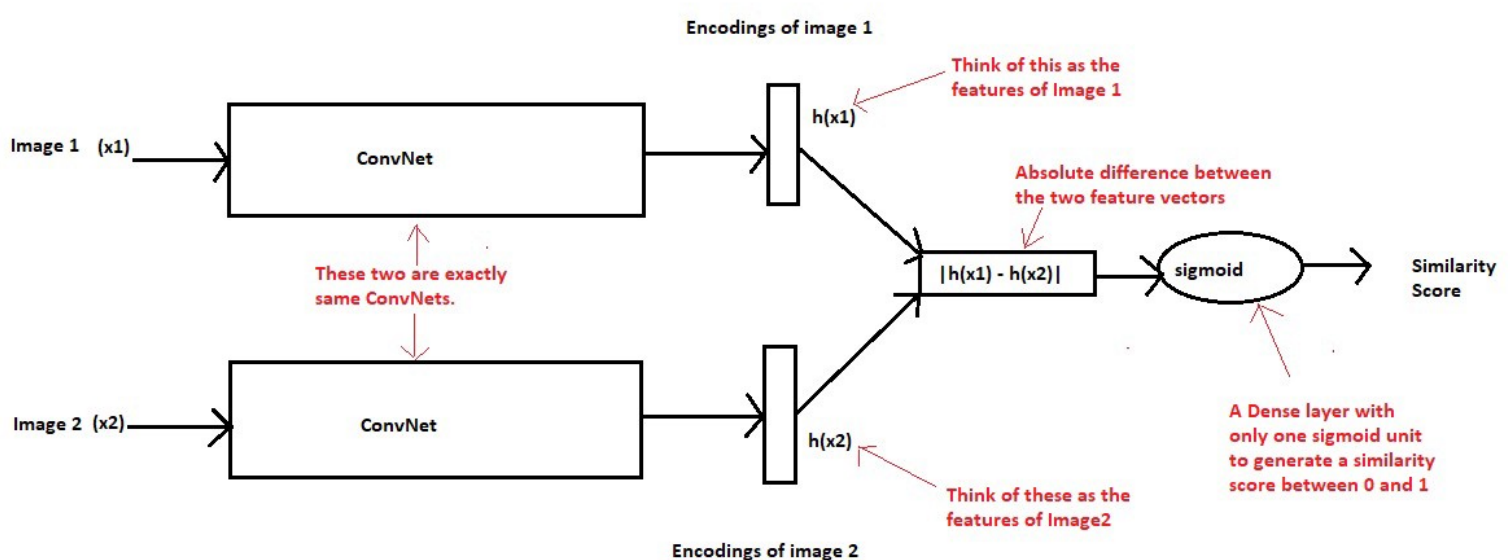 Encodings of image 1
Think of this as the
features of Image 1
h(x1)
Image 1 (x1)
ConvNet
Absolute difference between
the two feature vectors
These two are exactly
same ConvNets.
|h(x1) - h(x2)|
sigmoid
Similarity
Score
Image 2 (x2)
ConvNet
h(x2)
A Dense layer with
only one sigmoid unit
to generate a similarity
score between 0 and 1
Think of these as the
features of Image2
Encodings of image 2